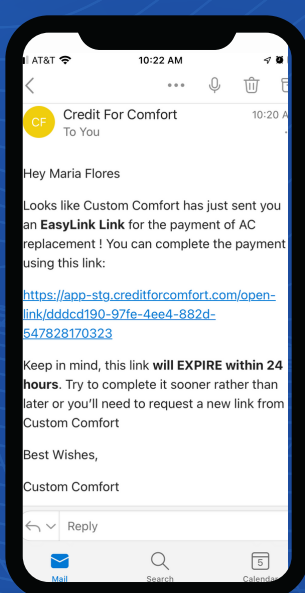 AT&T 10:22 AM
CF Credit For Comfort 10:20 A
To You
Hey Maria Flores
Looks like Custom Comfort has just sent you
an EasyLink Link for the payment of AC
replacement ! You can complete the payment
using this link:
https://app-stg.creditforcomfort.com/open-
link/dddcd190-97fe-4ee4-882d-
547828170323
Keep in mind, this link will EXPIRE within 24
hours. Try to complete it sooner rather than
later or you'll need to request a new link from
Custom Comfort
Best Wishes,
Custom Comfort
Reply
5
Mail Search Calendar